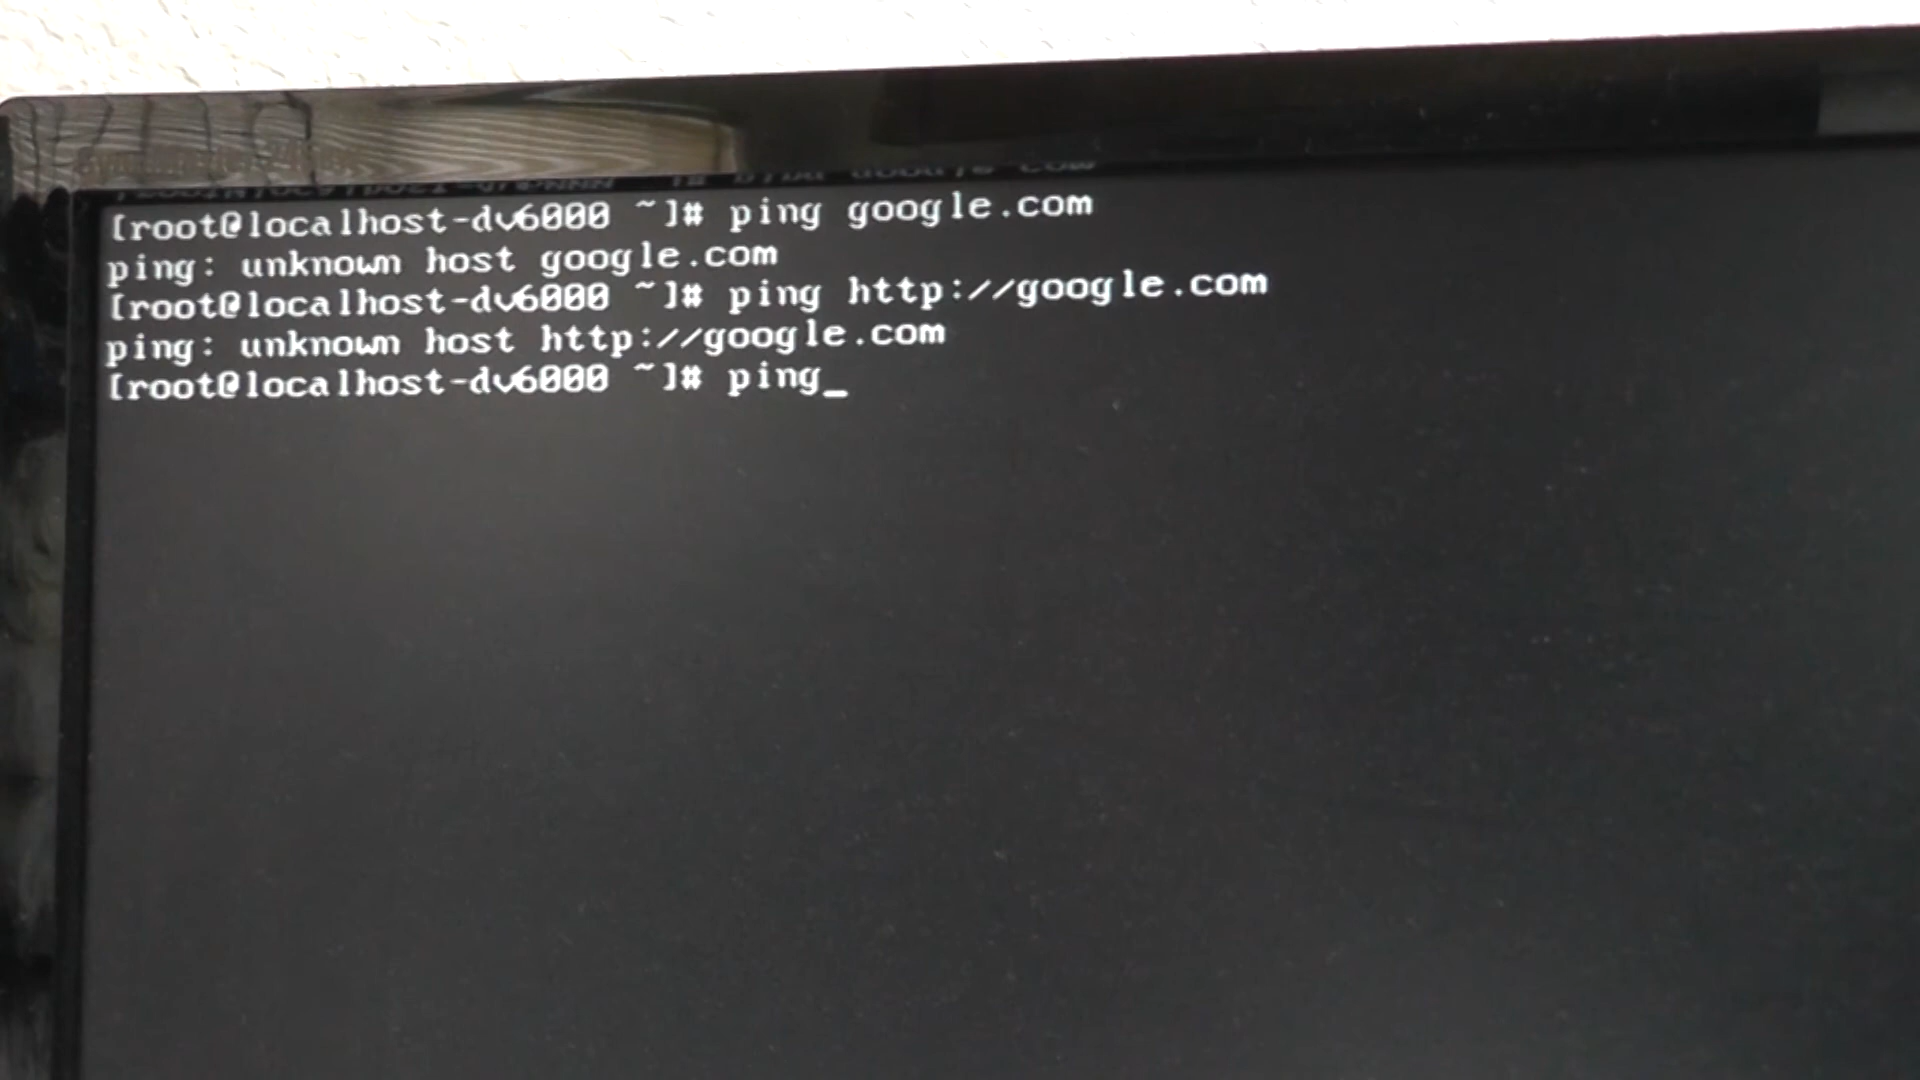 [root@localhost-dv6000 ~]# ping google.com
ping: unknown host google.com
[root@localhost-dv6000 ~]# ping http://google.com
ping: unknown host http://google.com
[root@localhost-dv6000 ~]# ping_